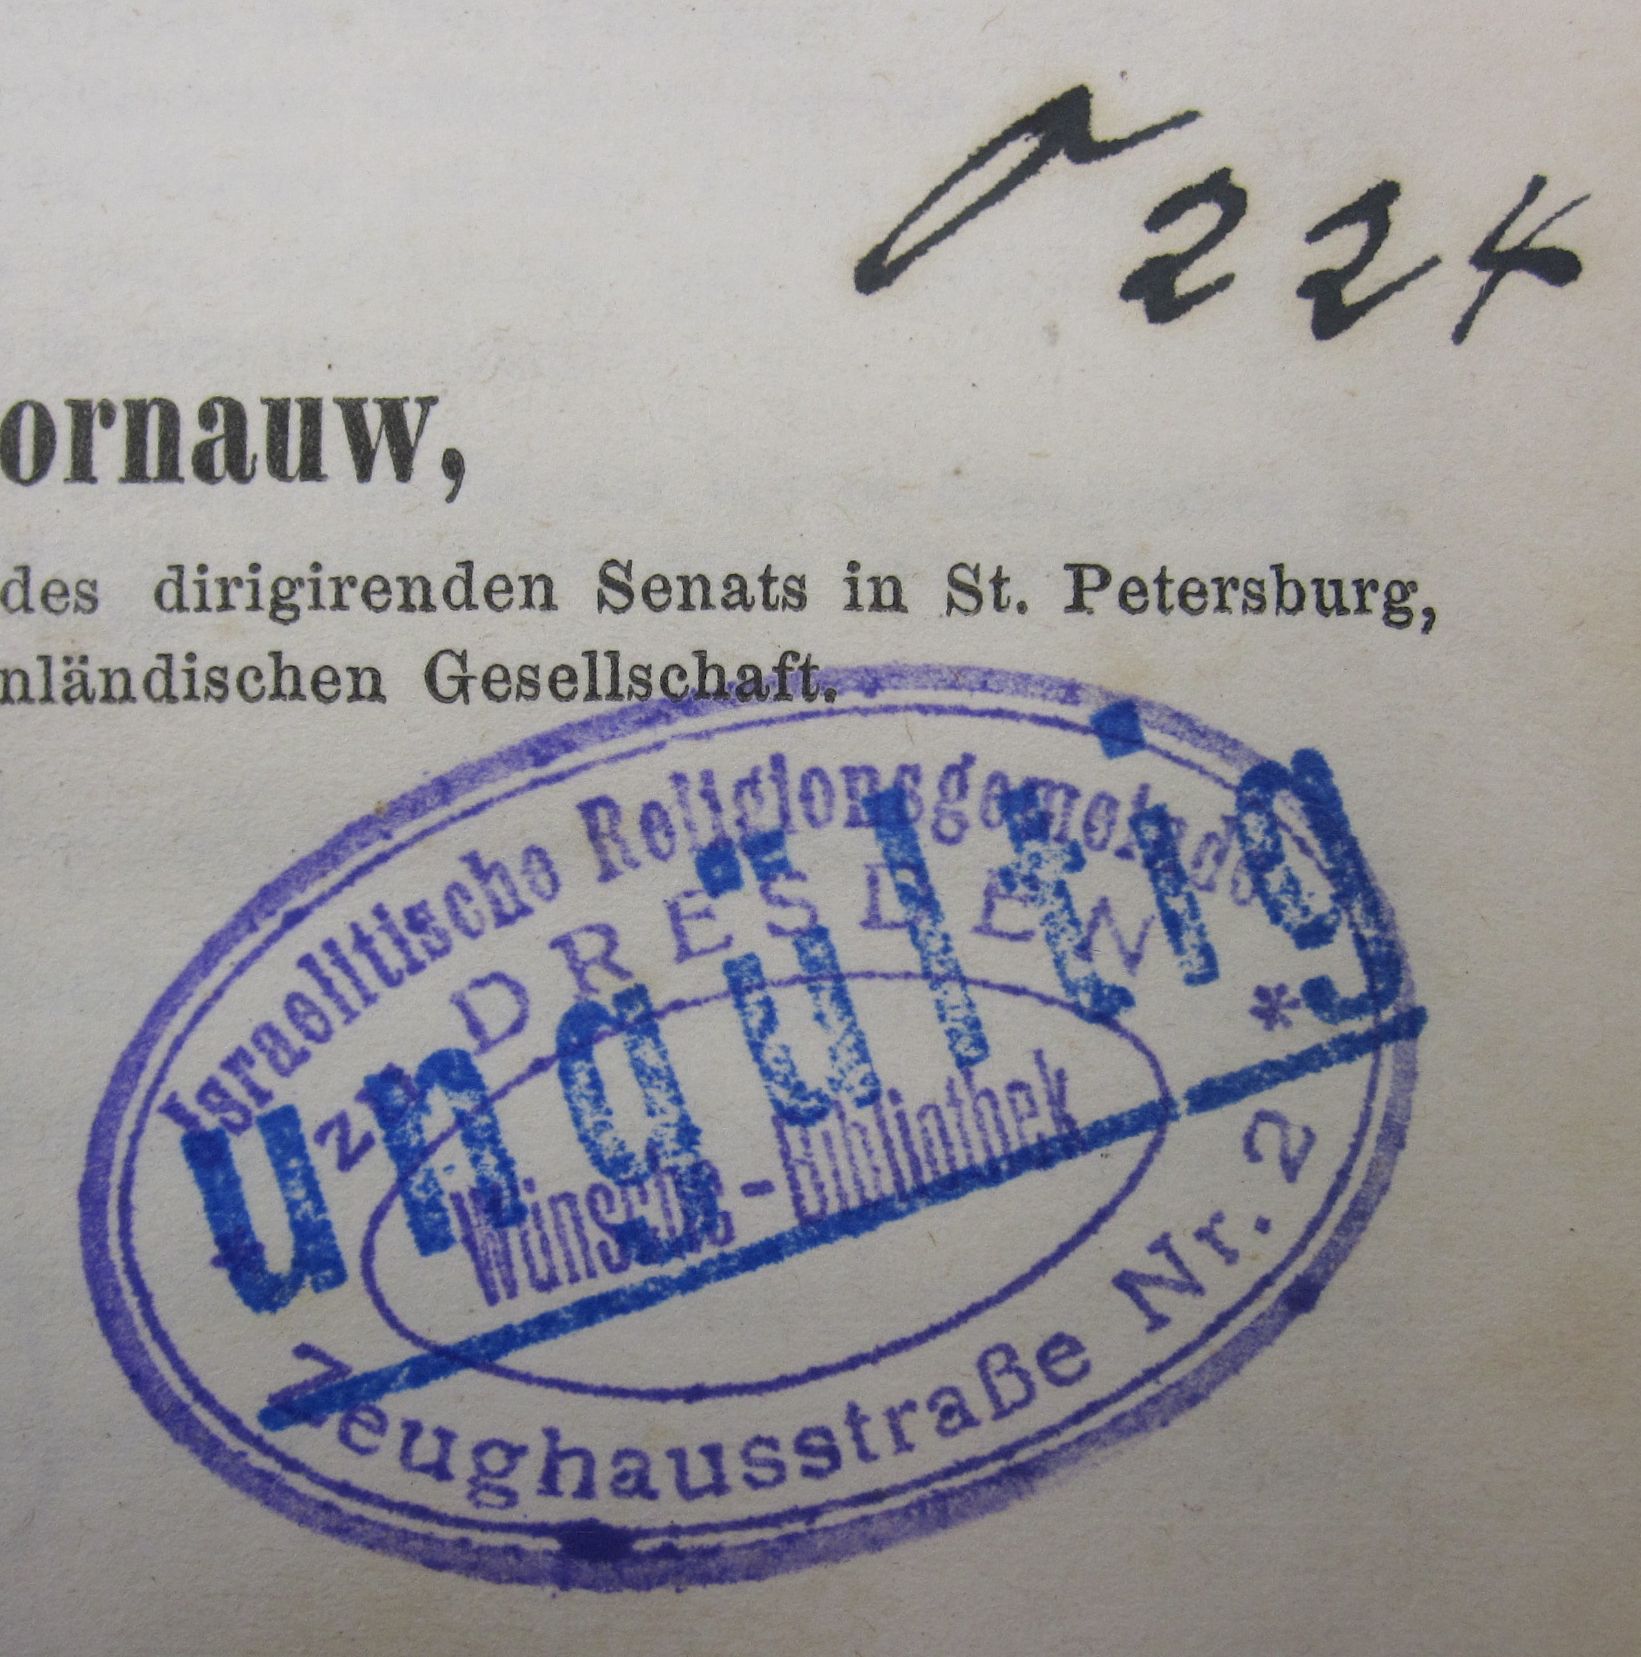 224
ornauw,
des dirigirenden Senats in St. Petersburg,
nländischen Gesellschaft.
Israelitische Religionsgemeinde
zu DRESDEN *
Wünsche-Bibliothek
Zeughausstraße Nr. 2
ungültig